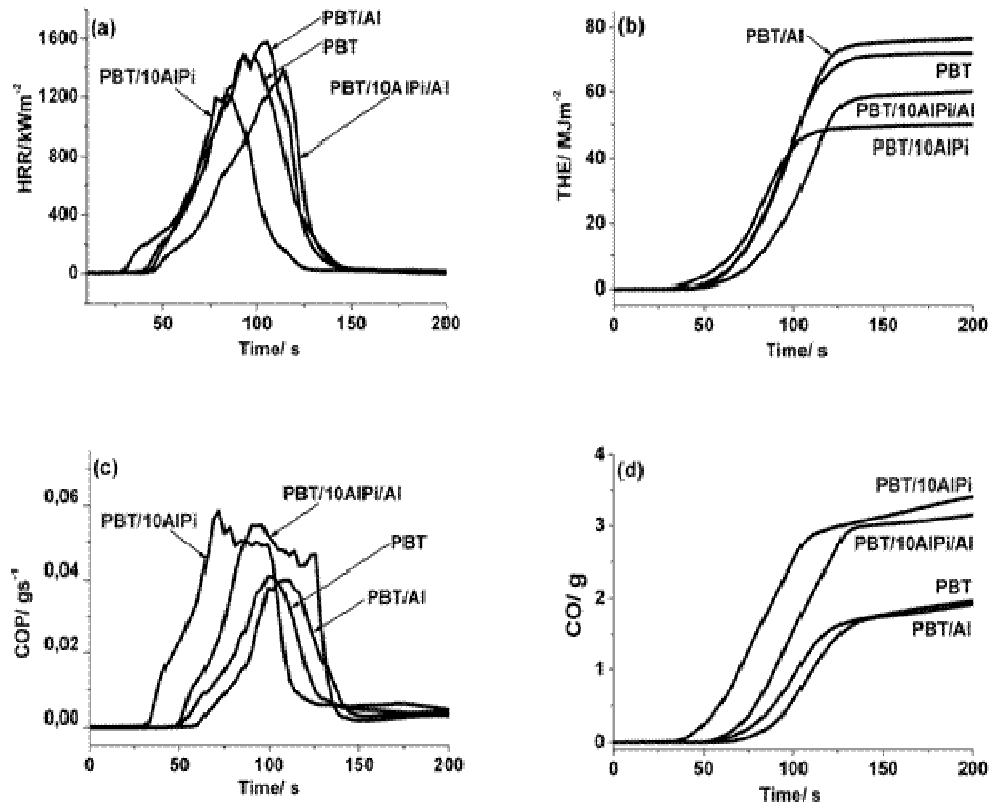 (a)
HRR/kW/m⁻²
1600
1200
800
400
0
PBT/10AlPi
PBT/Al
PBT
PBT/10AlPi/Al
50
100
150
200
Time/ s
(b)
THE/ MJm⁻²
80
60
40
20
0
PBT/Al
PBT
PBT/10AlPi/Al
PBT/10AlPi
0
50
100
150
200
Time/ s
(c)
COP/ gs⁻¹
0,06
0,04
0,02
0,00
PBT/10AlPi
PBT/10AlPi/Al
PBT
PBT/Al
0
50
100
150
200
Time/ s
(d)
CO/ g
4
3
2
1
0
PBT/10AlPi
PBT/10AlPi/Al
PBT
PBT/Al
0
50
100
150
200
Time/ s